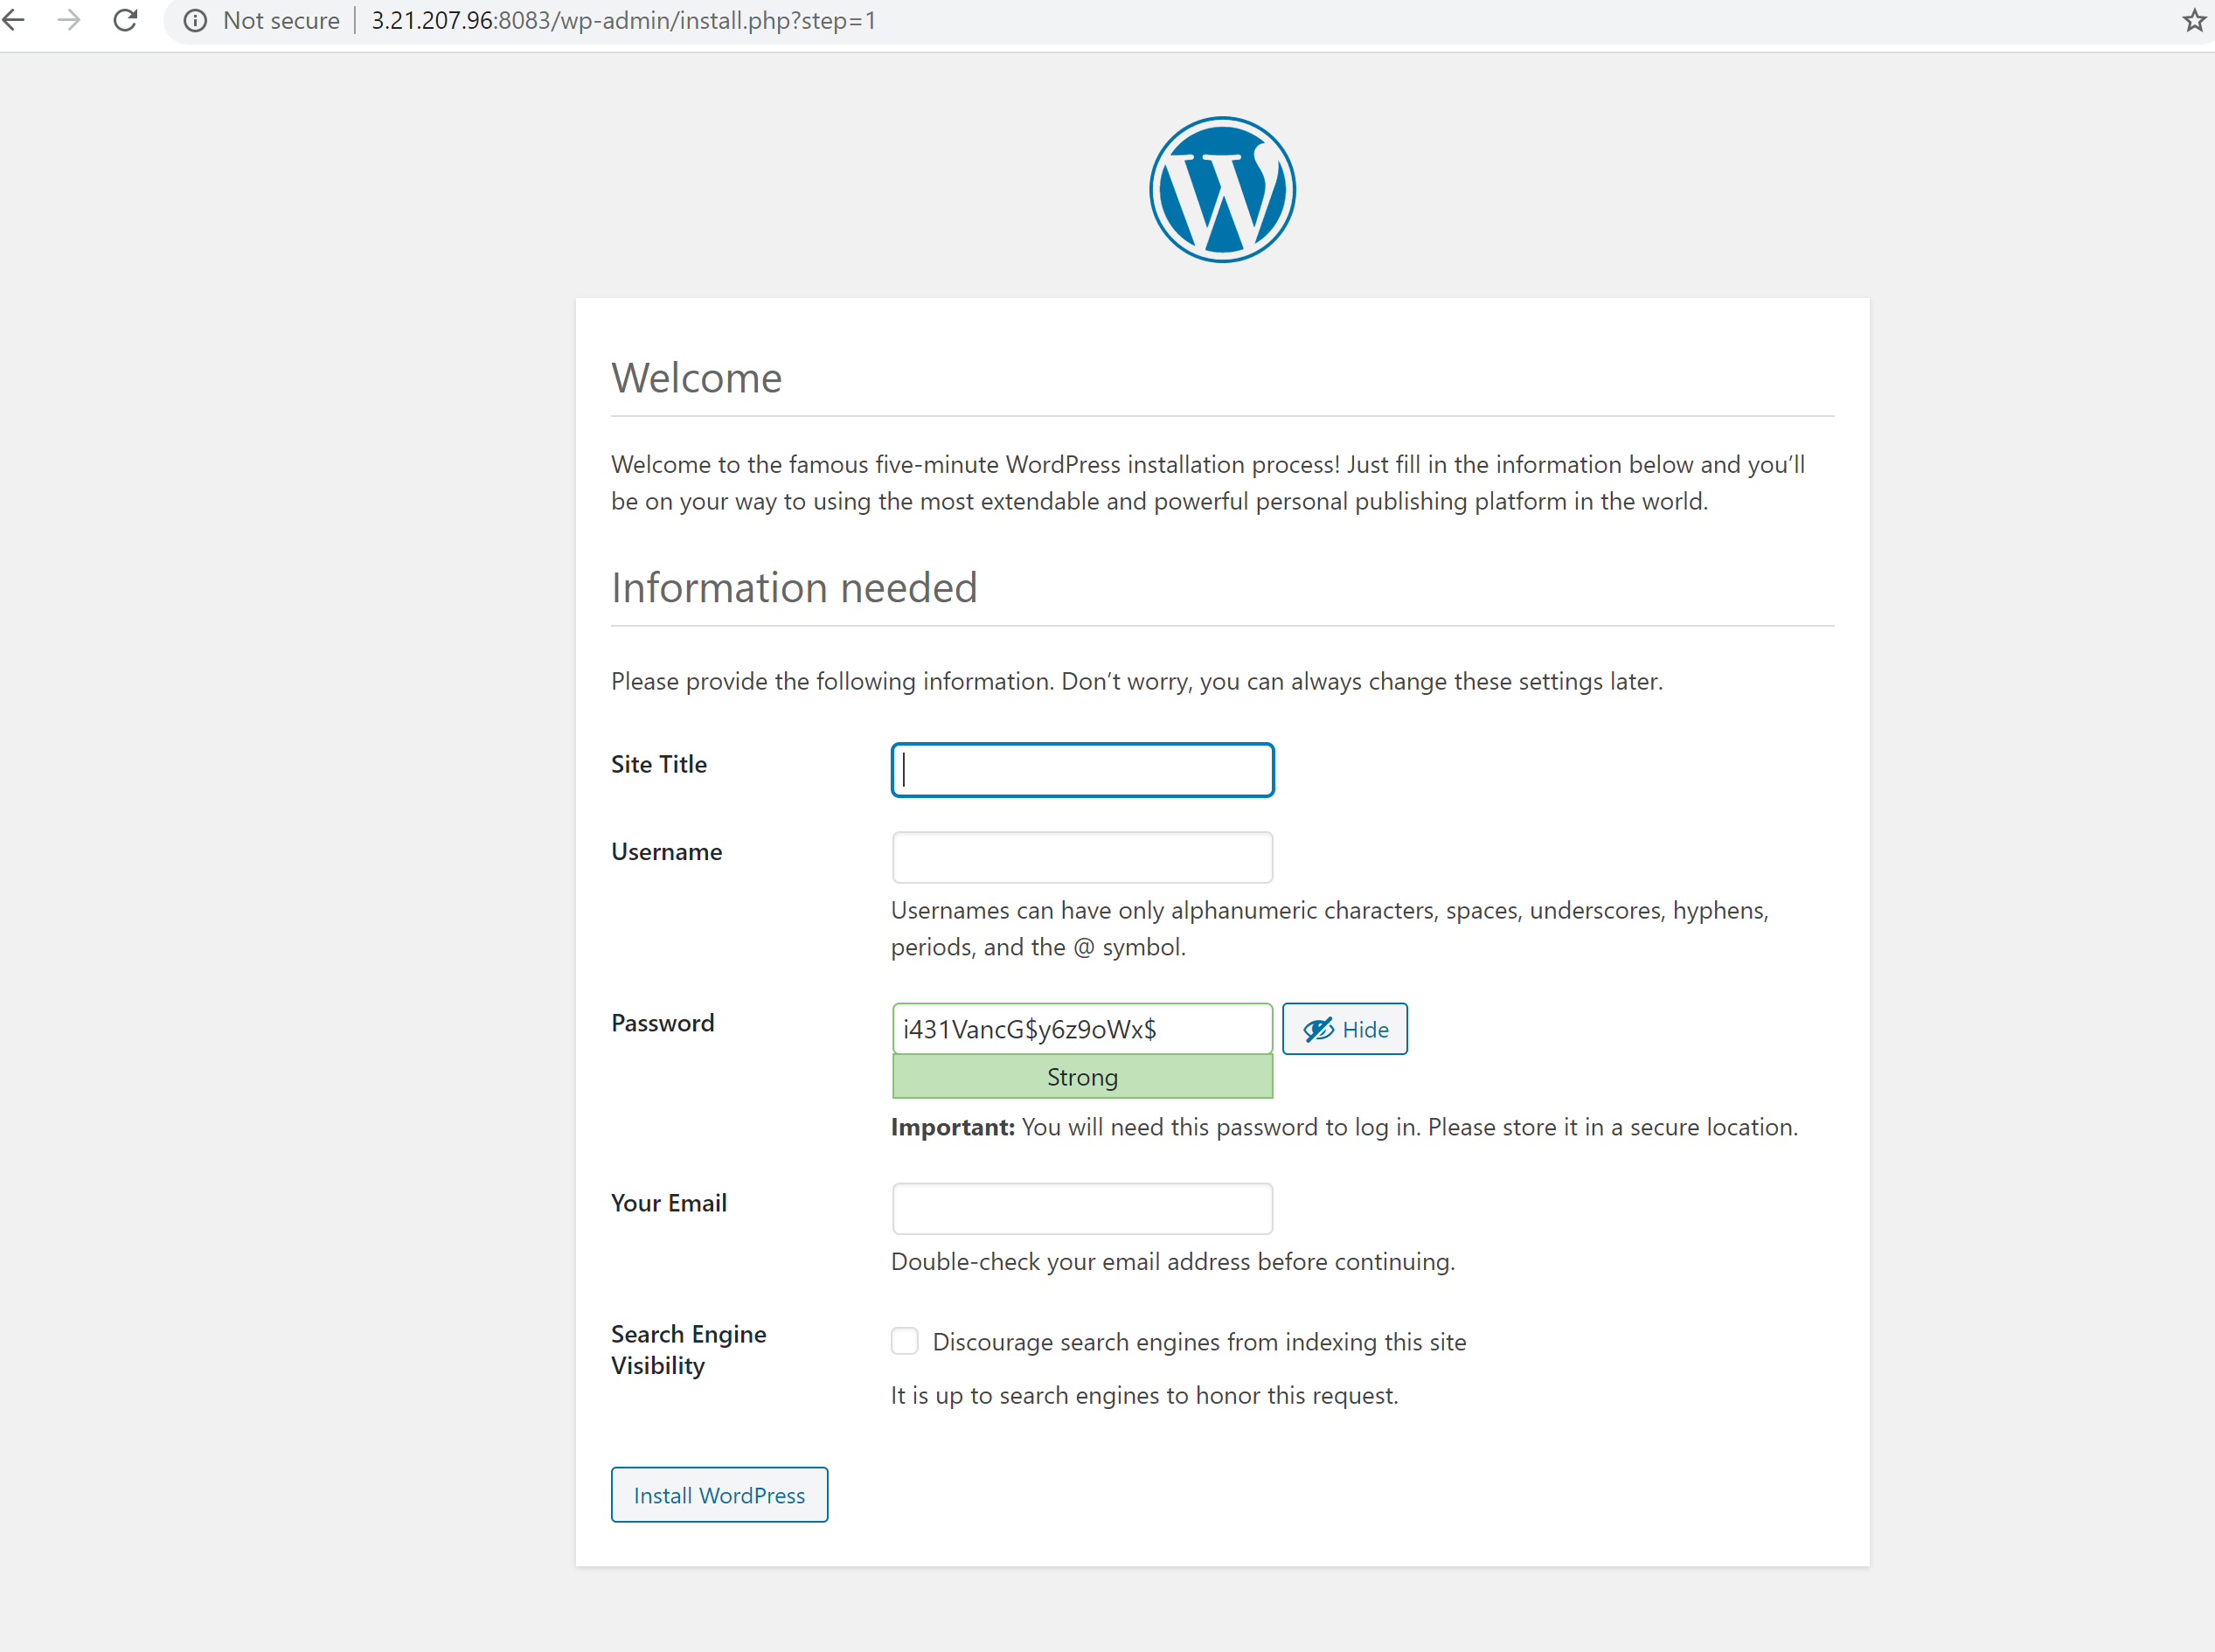 Not secure 3.21.207.96:8083/wp-admin/install.php?step=1
Welcome
Welcome to the famous five-minute WordPress installation process! Just fill in the information below and you’ll
be on your way to using the most extendable and powerful personal publishing platform in the world.
Information needed
Please provide the following information. Don’t worry, you can always change these settings later.
Site Title
Username
Usernames can have only alphanumeric characters, spaces, underscores, hyphens,
periods, and the @ symbol.
Password i431VancG$y6z9oWx$ Hide
Strong
Important: You will need this password to log in. Please store it in a secure location.
Your Email
Double-check your email address before continuing.
Search Engine
Visibility
Discourage search engines from indexing this site
It is up to search engines to honor this request.
Install WordPress